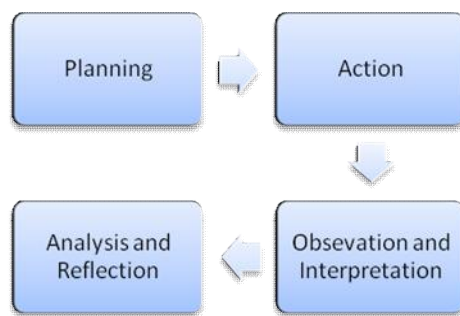 Planning
Action
Obsevation and
Interpretation
Analysis and
Reflection